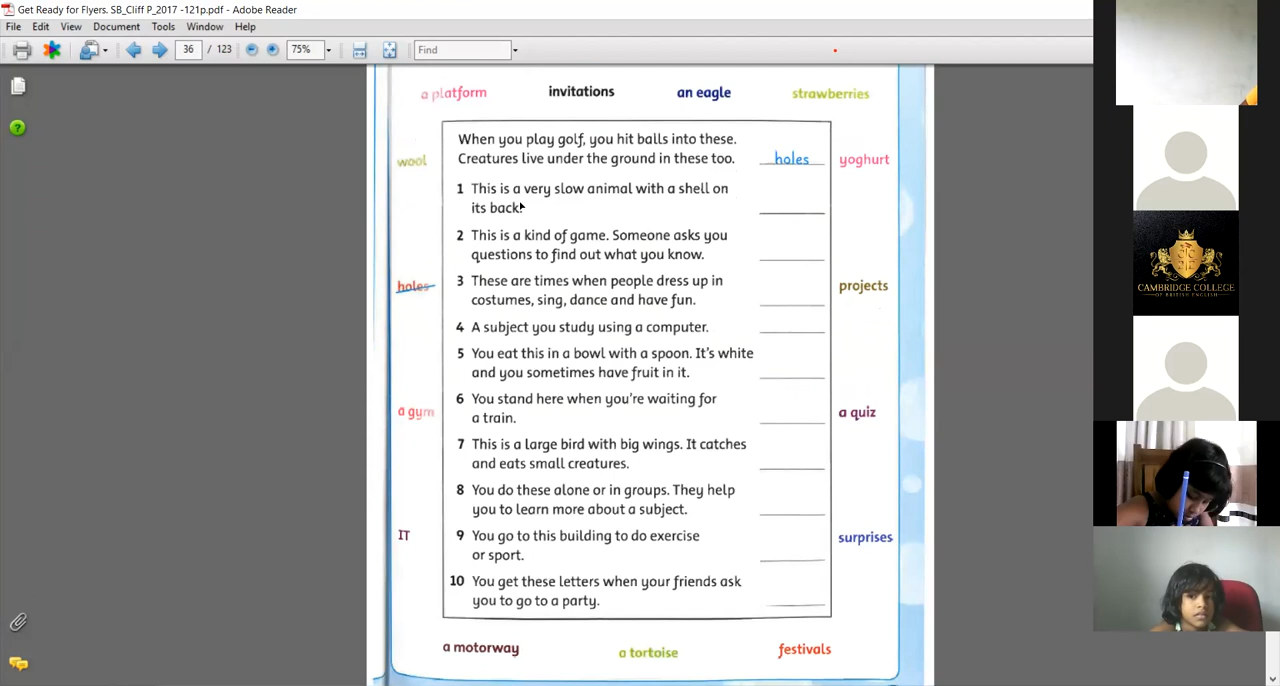 Get Ready for Flyers. SB_Cliff P_2017 -121p.pdf - Adobe Reader
File Edit View Document Tools Window Help
36 / 123 75% Find
a platform invitations an eagle strawberries
When you play golf, you hit balls into these.
Creatures live under the ground in these too. holes
wool yoghurt
1 This is a very slow animal with a shell on
its back.
2 This is a kind of game. Someone asks you
questions to find out what you know.
holes projects
3 These are times when people dress up in
costumes, sing, dance and have fun.
4 A subject you study using a computer.
5 You eat this in a bowl with a spoon. It's white
and you sometimes have fruit in it.
a gym a quiz
6 You stand here when you're waiting for
a train.
7 This is a large bird with big wings. It catches
and eats small creatures.
8 You do these alone or in groups. They help
you to learn more about a subject.
IT surprises
9 You go to this building to do exercise
or sport.
10 You get these letters when your friends ask
you to go to a party.
a motorway a tortoise festivals
CAMBRIDGE COLLEGE
OF BRITISH ENGLISH